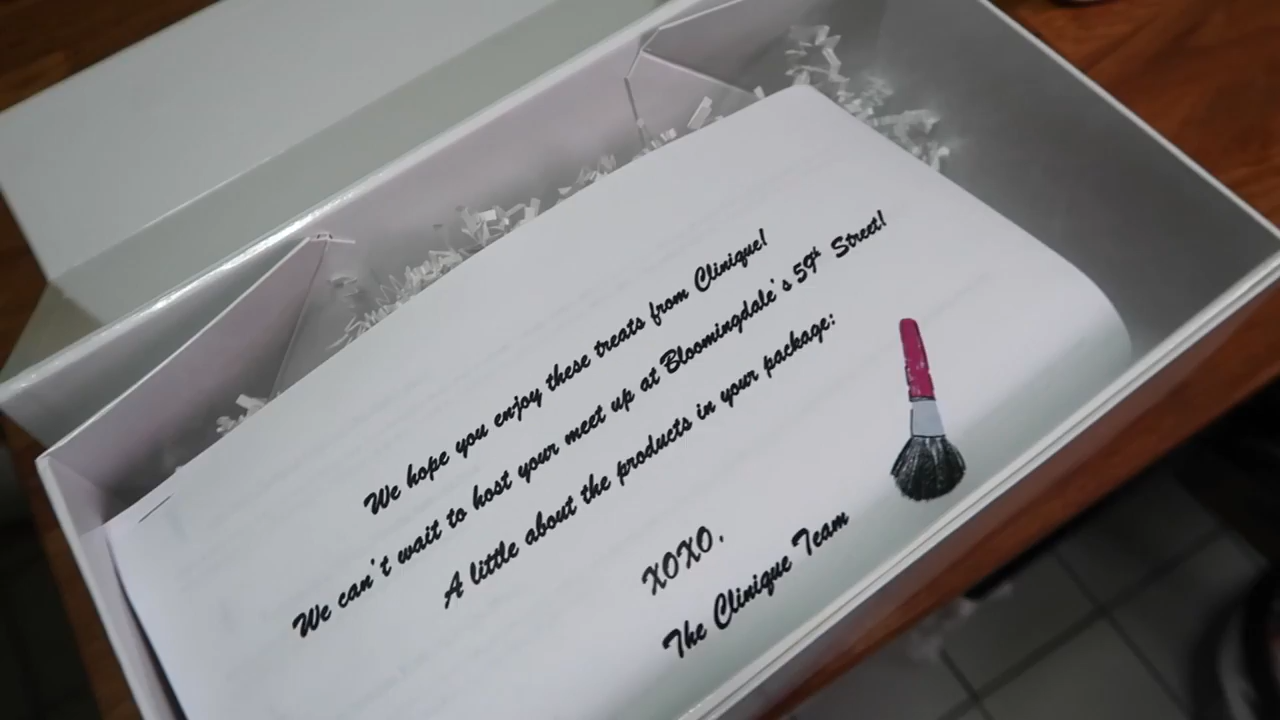 We hope you enjoy these treats from Clinique!
We can't wait to host your meet up at Bloomingdale's 59th Street!
A little about the products in your package:
XOXO,
The Clinique Team